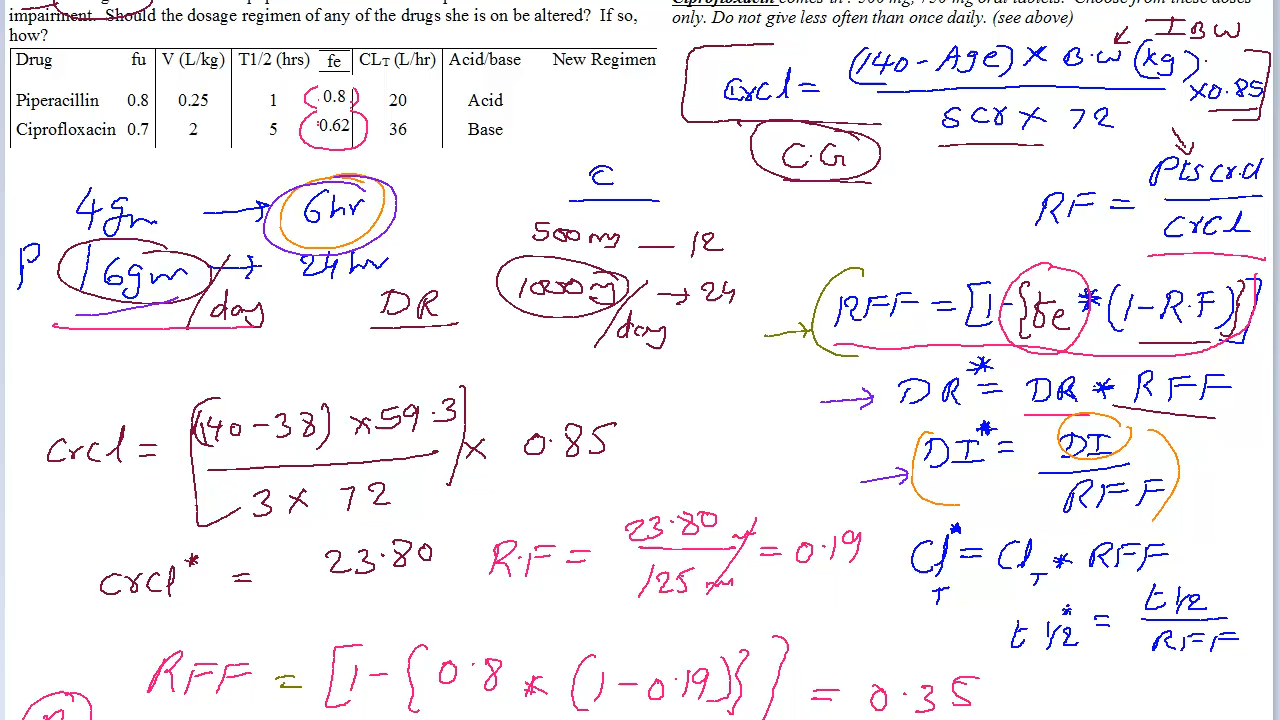 impairment. Should the dosage regimen of any of the drugs she is on be altered? If so,
how?
Drug fu V (L/kg) T1/2 (hrs) fe CLT (L/hr) Acid/base New Regimen
Piperacillin 0.8 0.25 1 0.8 20 Acid
Ciprofloxacin 0.7 2 5 0.62 36 Base
only. Do not give less often than once daily. (see above)
IBW
Crcl = (140 - Age) × B.W (kg) × 0.85
scr × 72
C.G
RF = Pts crcl
crcl
RFF = [1-{fe * (1-R.F)}]
DR* = DR * RFF
DI* = DI
RFF
Cl*T = ClT * RFF
t 1/2* = t 1/2
RFF
4gm → 6hr
P 16gm → 24hr
/day
DR
C
500mg — 12
1000mg → 24
/day
crcl = [(140-38) × 59.3] × 0.85
3 × 72
crcl* = 23.80
R.F = 23.80 = 0.19
125
RFF = [1-{0.8 * (1-0.19)}] = 0.35